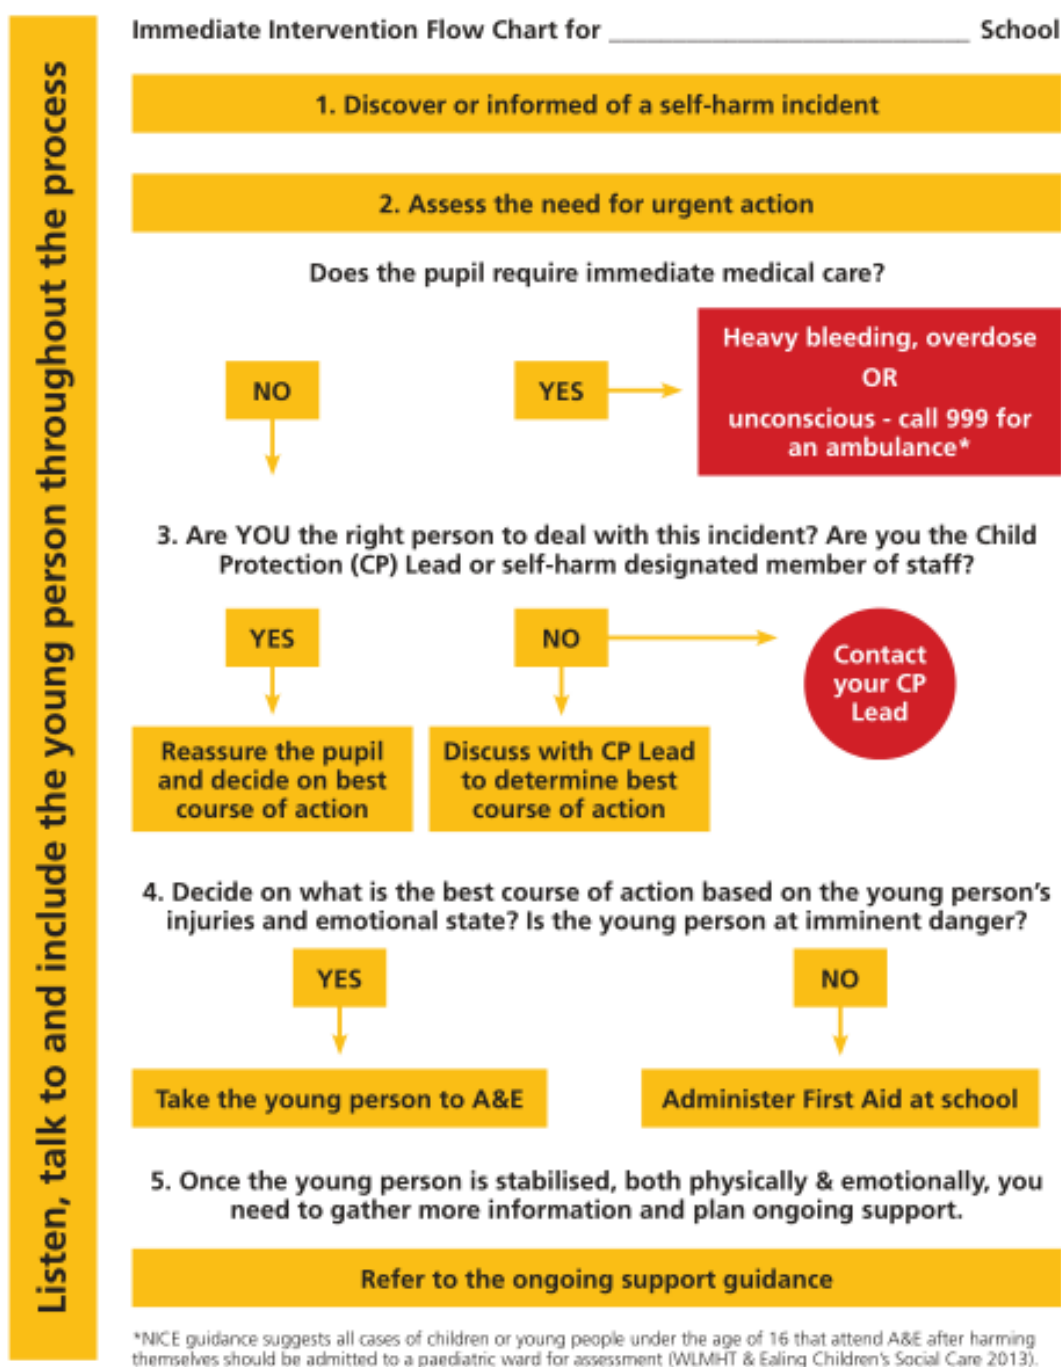 Listen, talk to and include the young person throughout the process
Immediate Intervention Flow Chart for ____________________________ School
1. Discover or informed of a self-harm incident
2. Assess the need for urgent action
Does the pupil require immediate medical care?
NO
YES
Heavy bleeding, overdose
OR
unconscious - call 999 for
an ambulance*
3. Are YOU the right person to deal with this incident? Are you the Child
Protection (CP) Lead or self-harm designated member of staff?
YES
NO
Contact
your CP
Lead
Reassure the pupil
and decide on best
course of action
Discuss with CP Lead
to determine best
course of action
4. Decide on what is the best course of action based on the young person's
injuries and emotional state? Is the young person at imminent danger?
YES
NO
Take the young person to A&E
Administer First Aid at school
5. Once the young person is stabilised, both physically & emotionally, you
need to gather more information and plan ongoing support.
Refer to the ongoing support guidance
*NICE guidance suggests all cases of children or young people under the age of 16 that attend A&E after harming
themselves should be admitted to a paediatric ward for assessment (WLMHT & Ealing Children's Social Care 2013).